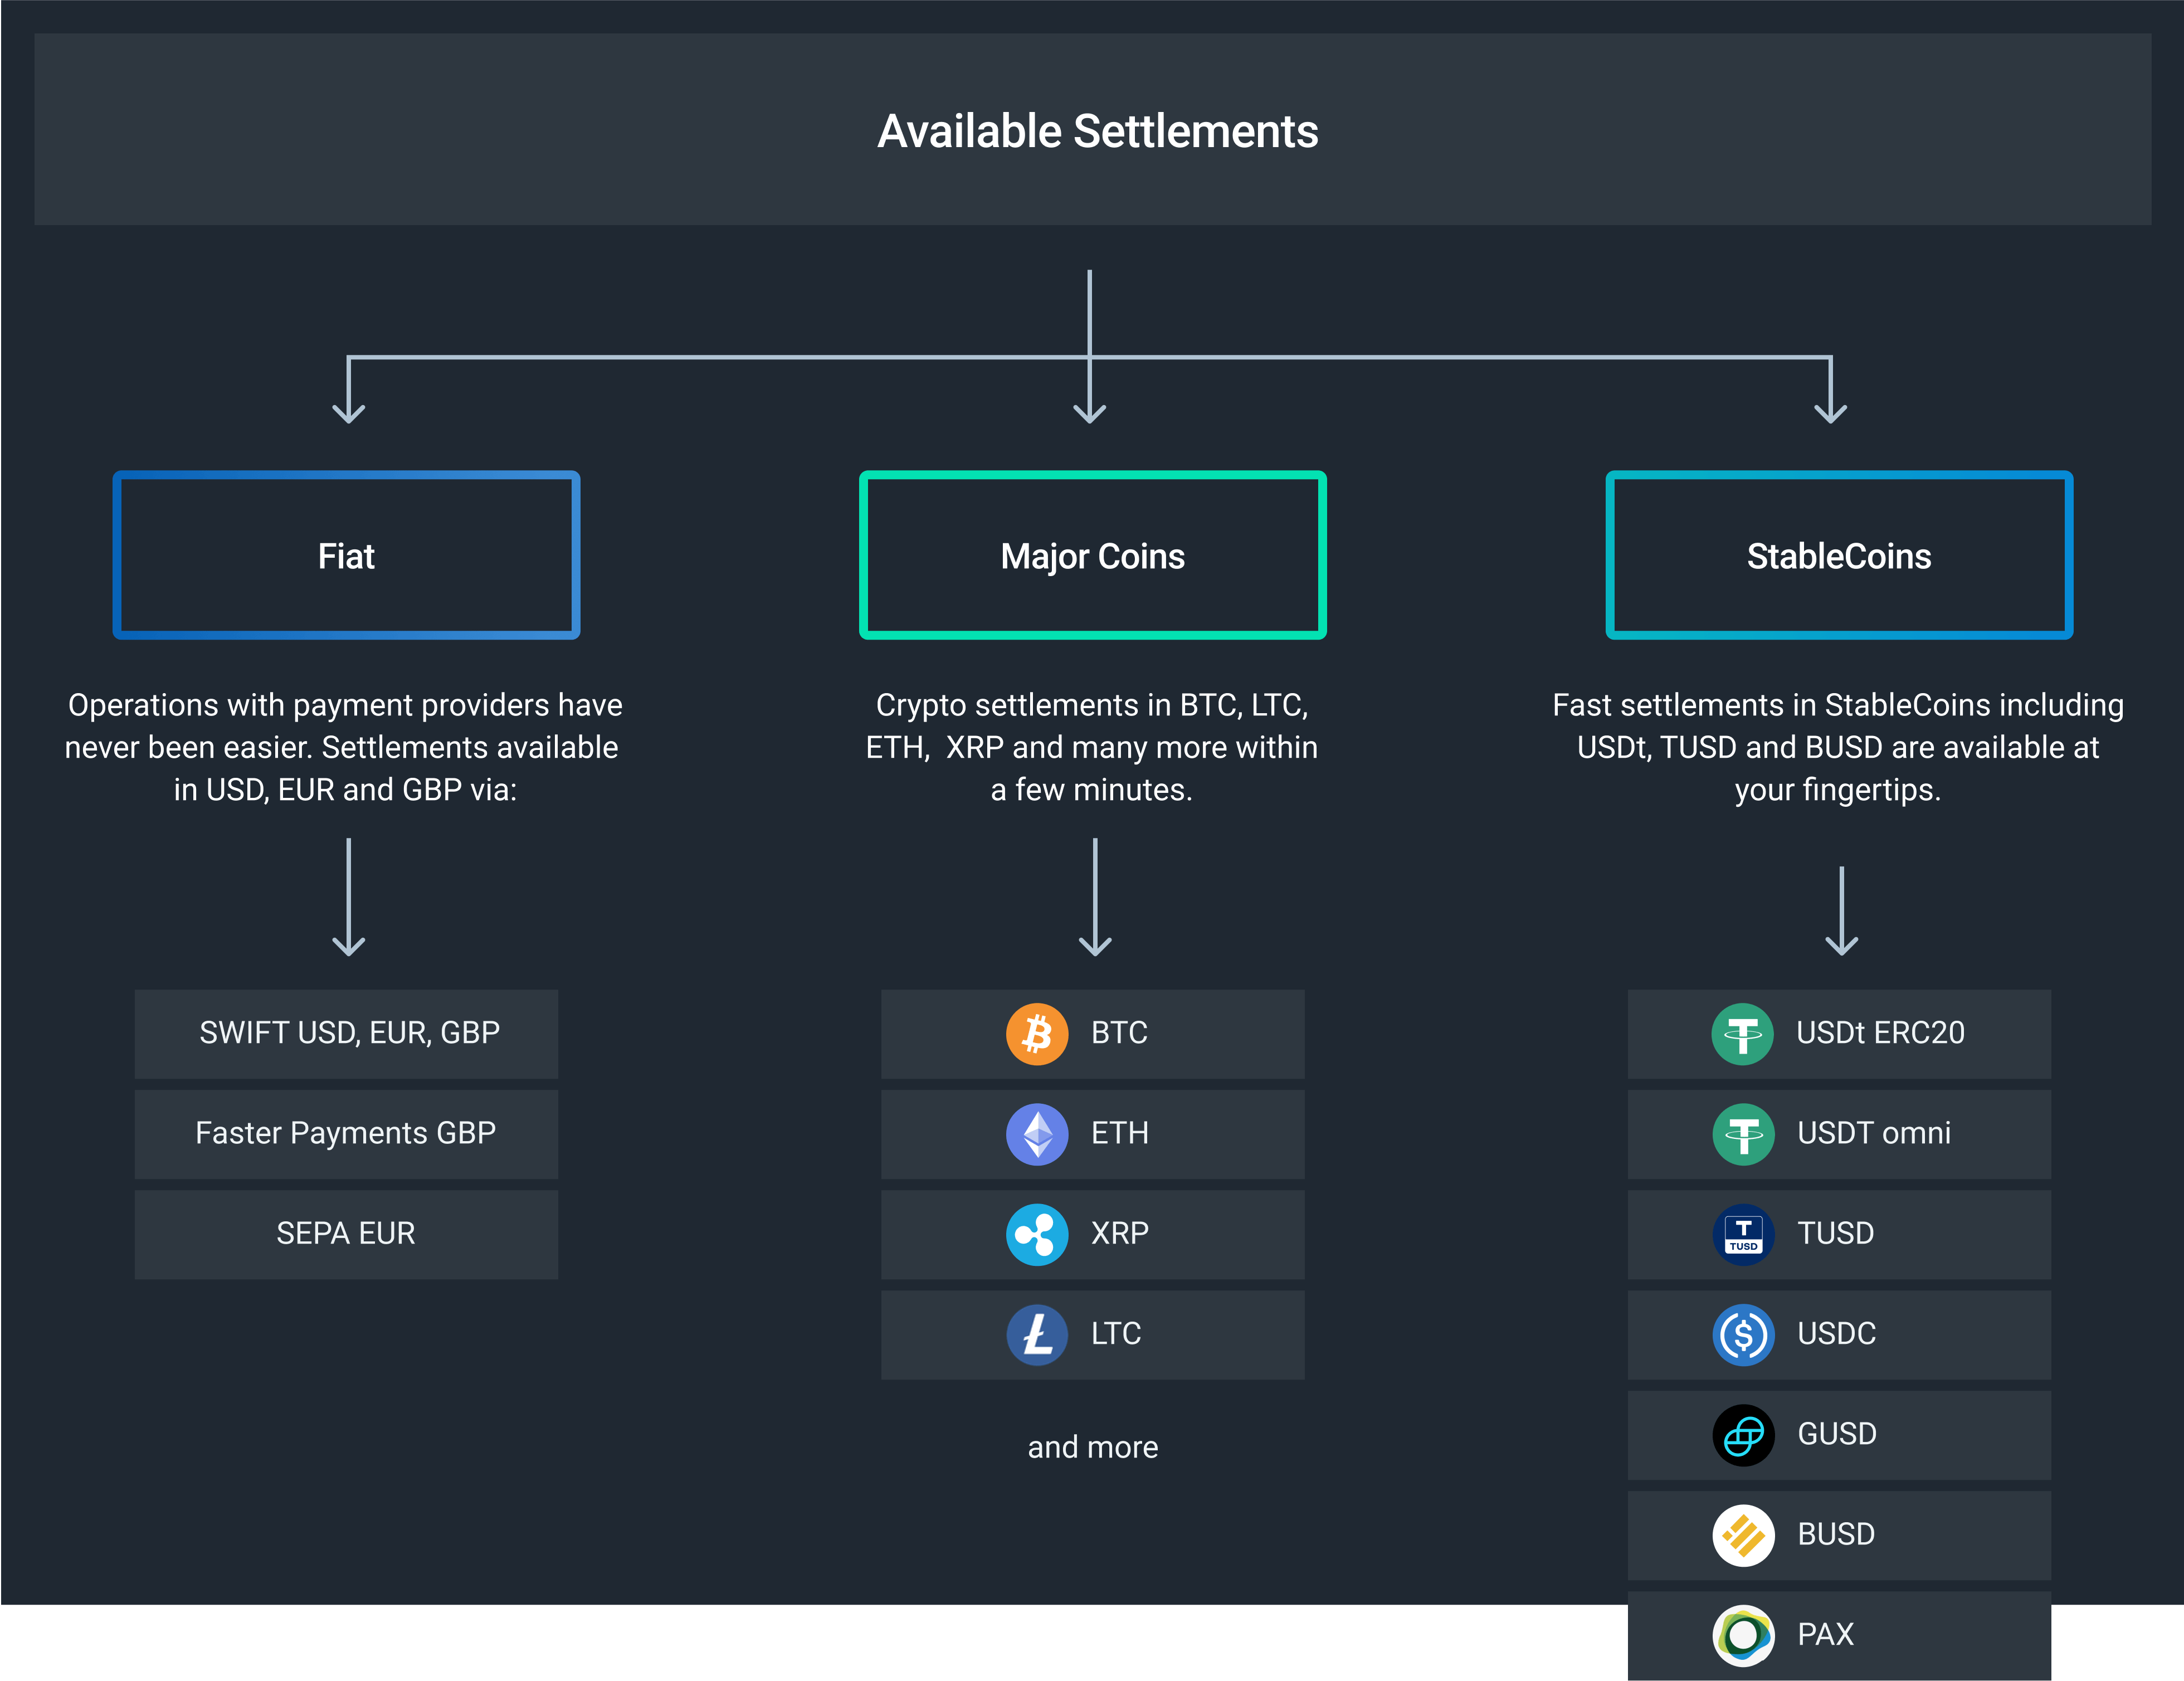 Available Settlements
Fiat
Operations with payment providers have
never been easier. Settlements available
in USD, EUR and GBP via:
SWIFT USD, EUR, GBP
Faster Payments GBP
SEPA EUR
Major Coins
Crypto settlements in BTC, LTC,
ETH,  XRP and many more within
a few minutes.
BTC
ETH
XRP
LTC
and more
StableCoins
Fast settlements in StableCoins including
USDt, TUSD and BUSD are available at
your fingertips.
USDt ERC20
USDT omni
T
TUSD
TUSD
USDC
GUSD
BUSD
PAX